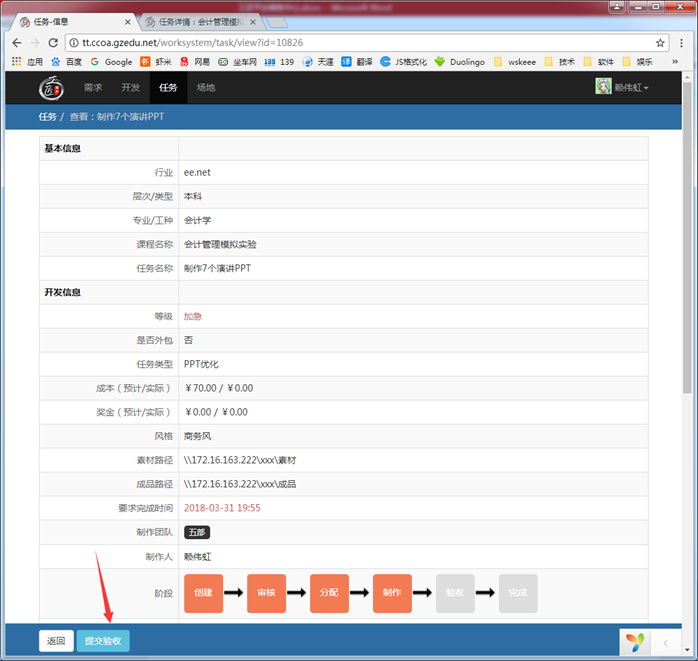 任务-信息
任务详情：会计管理模拟
tt.ccoa.gzedu.net/worksystem/task/view?id=10826
应用 百度 Google 虾米 网易 坐车网 139 天涯 翻译 JS格式化 Duolingo wskeee 技术 软件 娱乐 »
需求 开发 任务 场地 赖伟虹
任务 / 查看：制作7个演讲PPT
基本信息
行业 ee.net
层次/类型 本科
专业/工种 会计学
课程名称 会计管理模拟实验
任务名称 制作7个演讲PPT
开发信息
等级 加急
是否外包 否
任务类型 PPT优化
成本（预计/实际） ￥70.00 / ￥0.00
奖金（预计/实际） ￥0.00 / ￥0.00
风格 商务风
素材路径 \\172.16.163.222\xxx\素材
成品路径 \\172.16.163.222\xxx\成品
要求完成时间 2018-03-31 19:55
制作团队 五部
制作人 赖伟虹
阶段 创建 审核 分配 制作 验收 完成
返回 提交验收